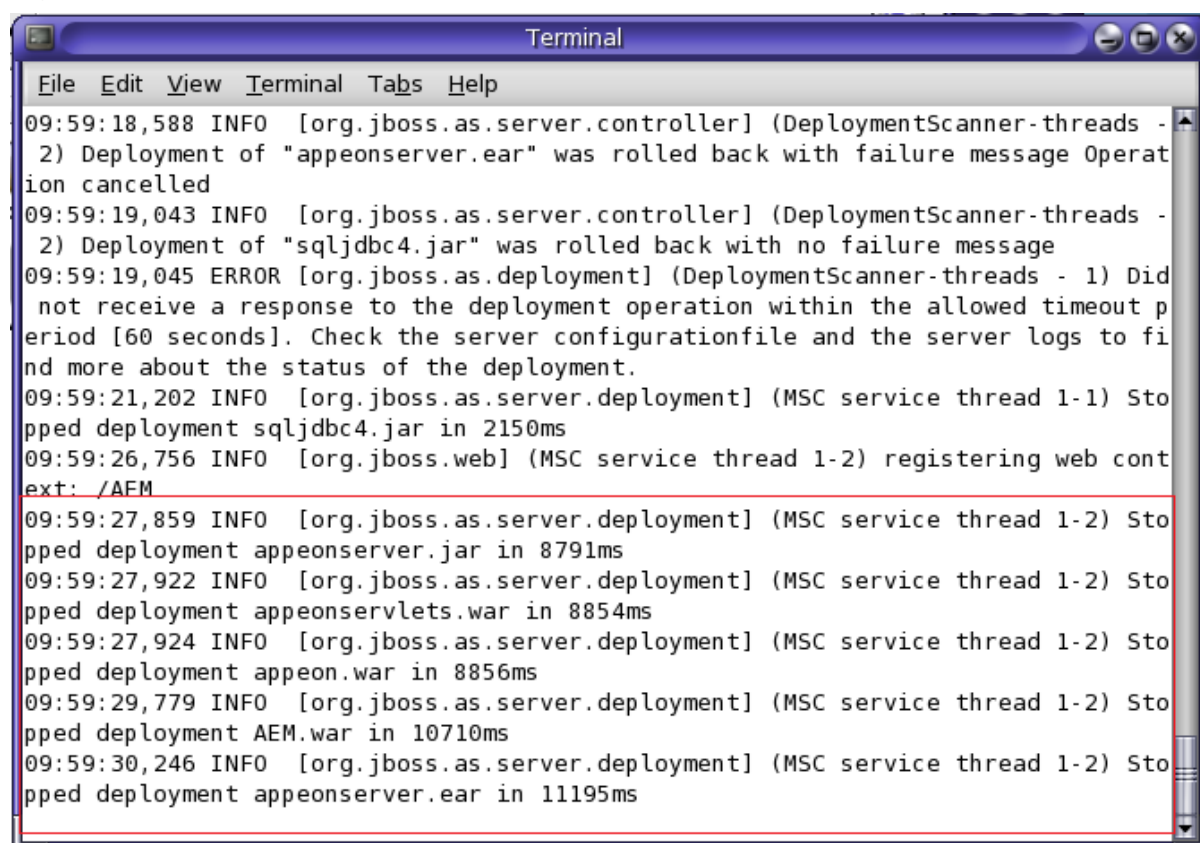 Terminal
File Edit View Terminal Tabs Help
09:59:18,588 INFO  [org.jboss.as.server.controller] (DeploymentScanner-threads -
 2) Deployment of "appeonserver.ear" was rolled back with failure message Operat
ion cancelled
09:59:19,043 INFO  [org.jboss.as.server.controller] (DeploymentScanner-threads -
 2) Deployment of "sqljdbc4.jar" was rolled back with no failure message
09:59:19,045 ERROR [org.jboss.as.deployment] (DeploymentScanner-threads - 1) Did
 not receive a response to the deployment operation within the allowed timeout p
eriod [60 seconds]. Check the server configurationfile and the server logs to fi
nd more about the status of the deployment.
09:59:21,202 INFO  [org.jboss.as.server.deployment] (MSC service thread 1-1) Sto
pped deployment sqljdbc4.jar in 2150ms
09:59:26,756 INFO  [org.jboss.web] (MSC service thread 1-2) registering web cont
ext: /AEM
09:59:27,859 INFO  [org.jboss.as.server.deployment] (MSC service thread 1-2) Sto
pped deployment appeonserver.jar in 8791ms
09:59:27,922 INFO  [org.jboss.as.server.deployment] (MSC service thread 1-2) Sto
pped deployment appeonservlets.war in 8854ms
09:59:27,924 INFO  [org.jboss.as.server.deployment] (MSC service thread 1-2) Sto
pped deployment appeon.war in 8856ms
09:59:29,779 INFO  [org.jboss.as.server.deployment] (MSC service thread 1-2) Sto
pped deployment AEM.war in 10710ms
09:59:30,246 INFO  [org.jboss.as.server.deployment] (MSC service thread 1-2) Sto
pped deployment appeonserver.ear in 11195ms